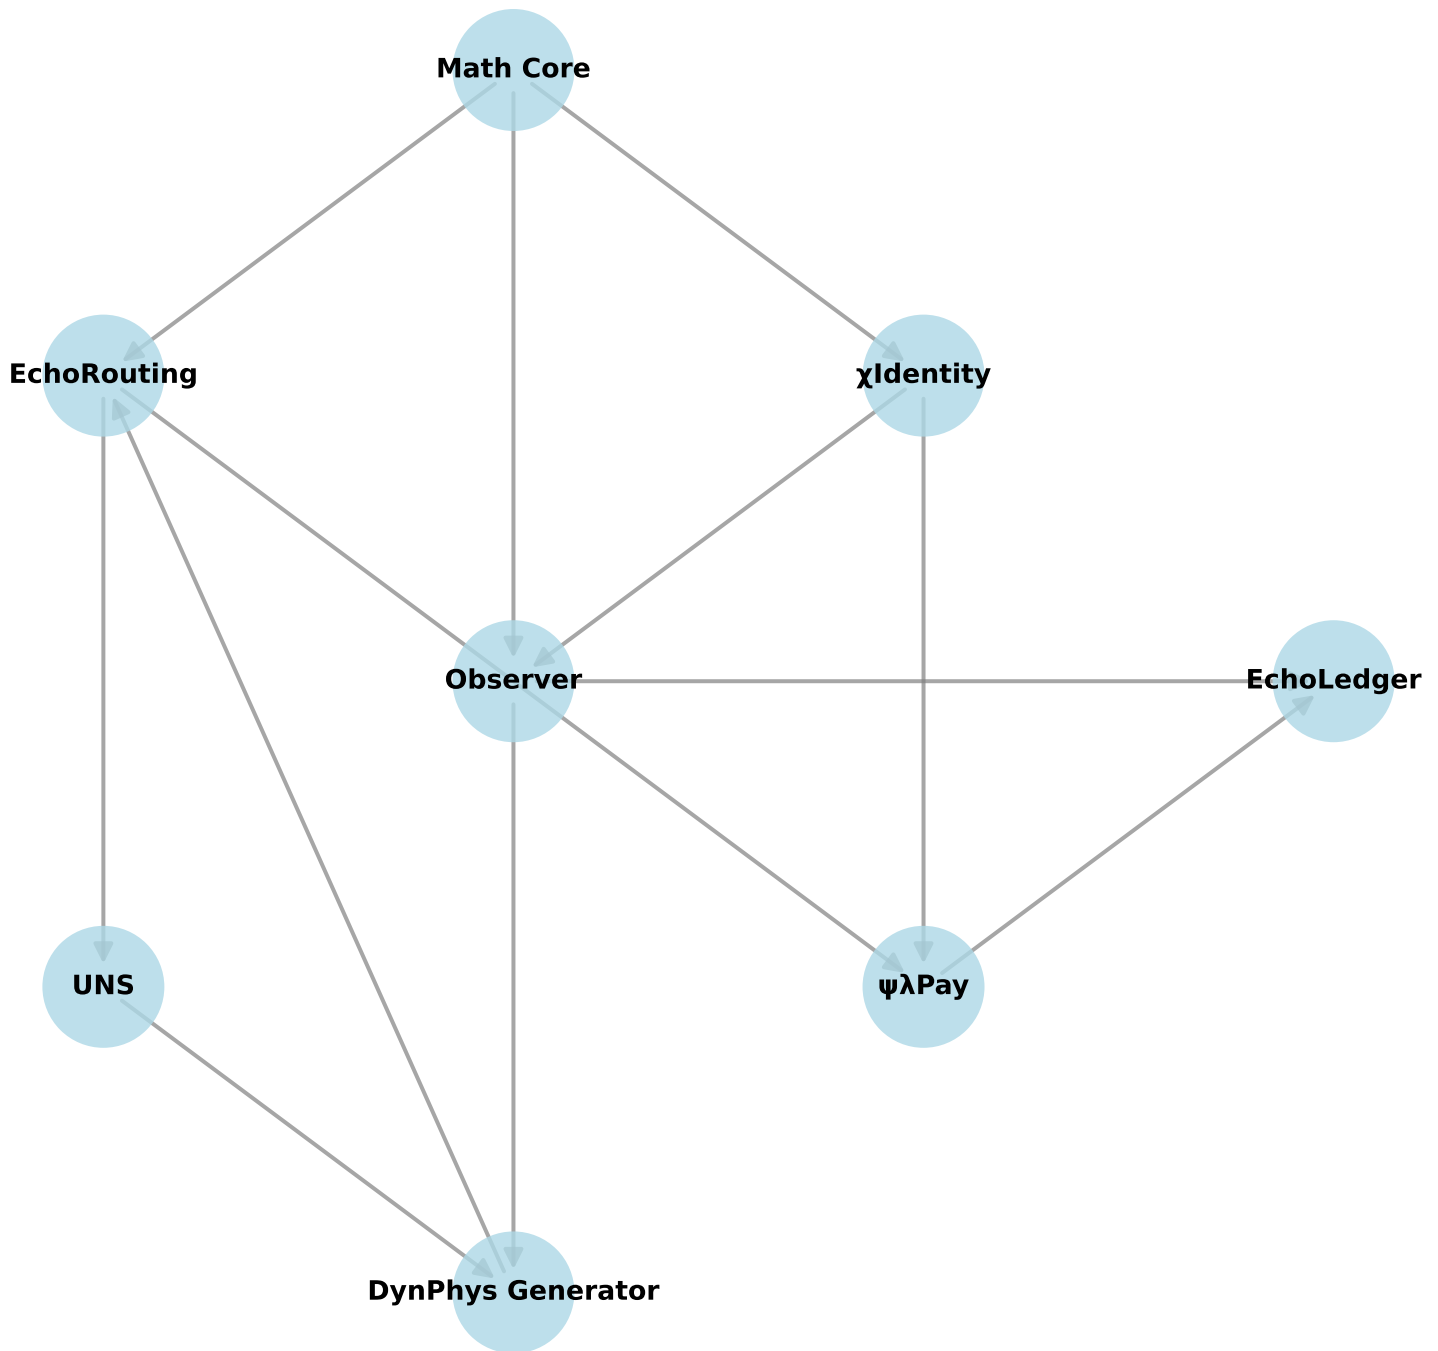 Math Core
EchoRouting
χIdentity
Observer
EchoLedger
UNS
ψλPay
DynPhys Generator